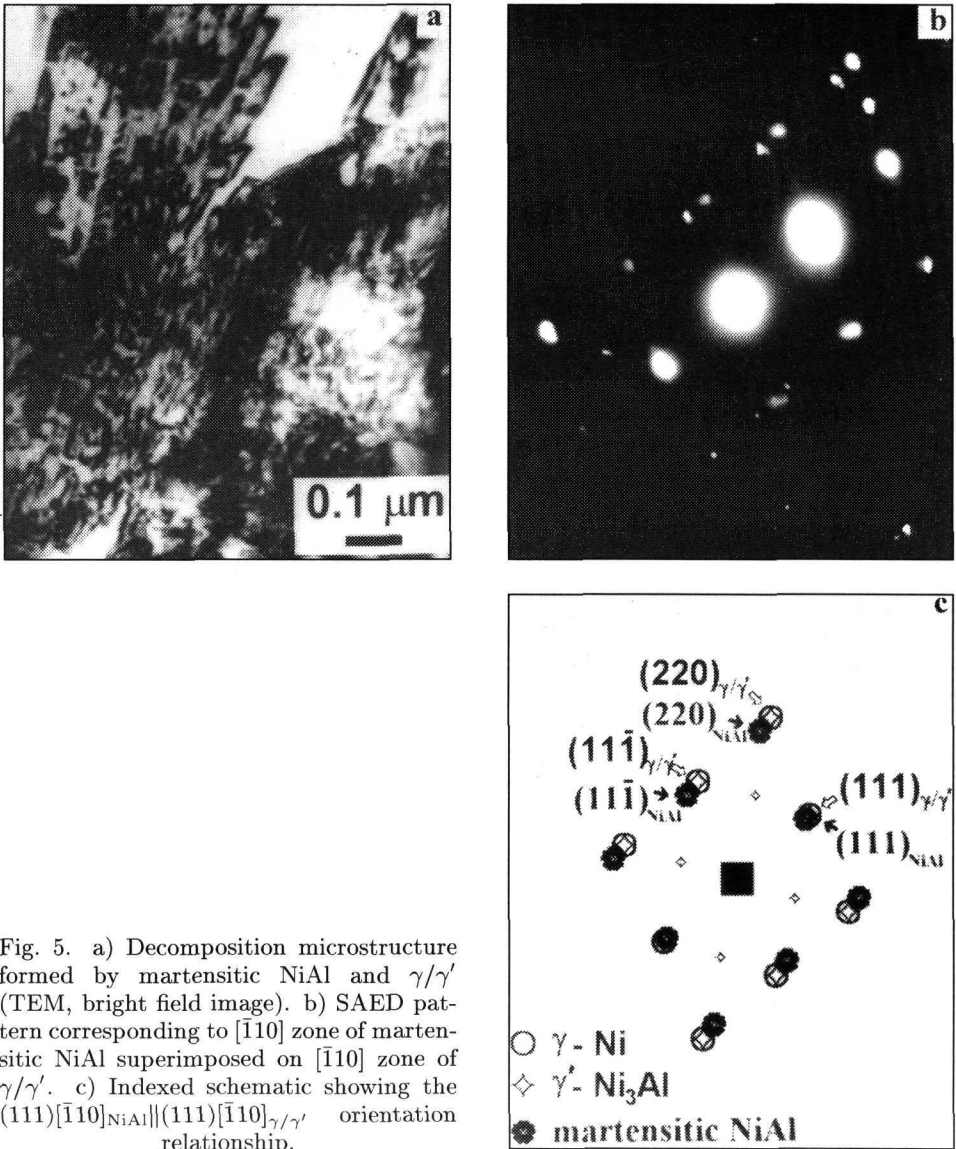 a
0.1 μm
b
c
(220)γ/γ′
(220)NiAl
(111̄)γ/γ′
(111̄)NiAl
(111)γ/γ′
(111)NiAl
γ - Ni
γ′- Ni₃Al
martensitic NiAl
Fig. 5. a) Decomposition microstructure
formed by martensitic NiAl and γ/γ′
(TEM, bright field image). b) SAED pat-
tern corresponding to [1̄10] zone of marten-
sitic NiAl superimposed on [1̄10] zone of
γ/γ′. c) Indexed schematic showing the
(111)[1̄10]NiAl||(111)[1̄10]γ/γ′ orientation
relationship.